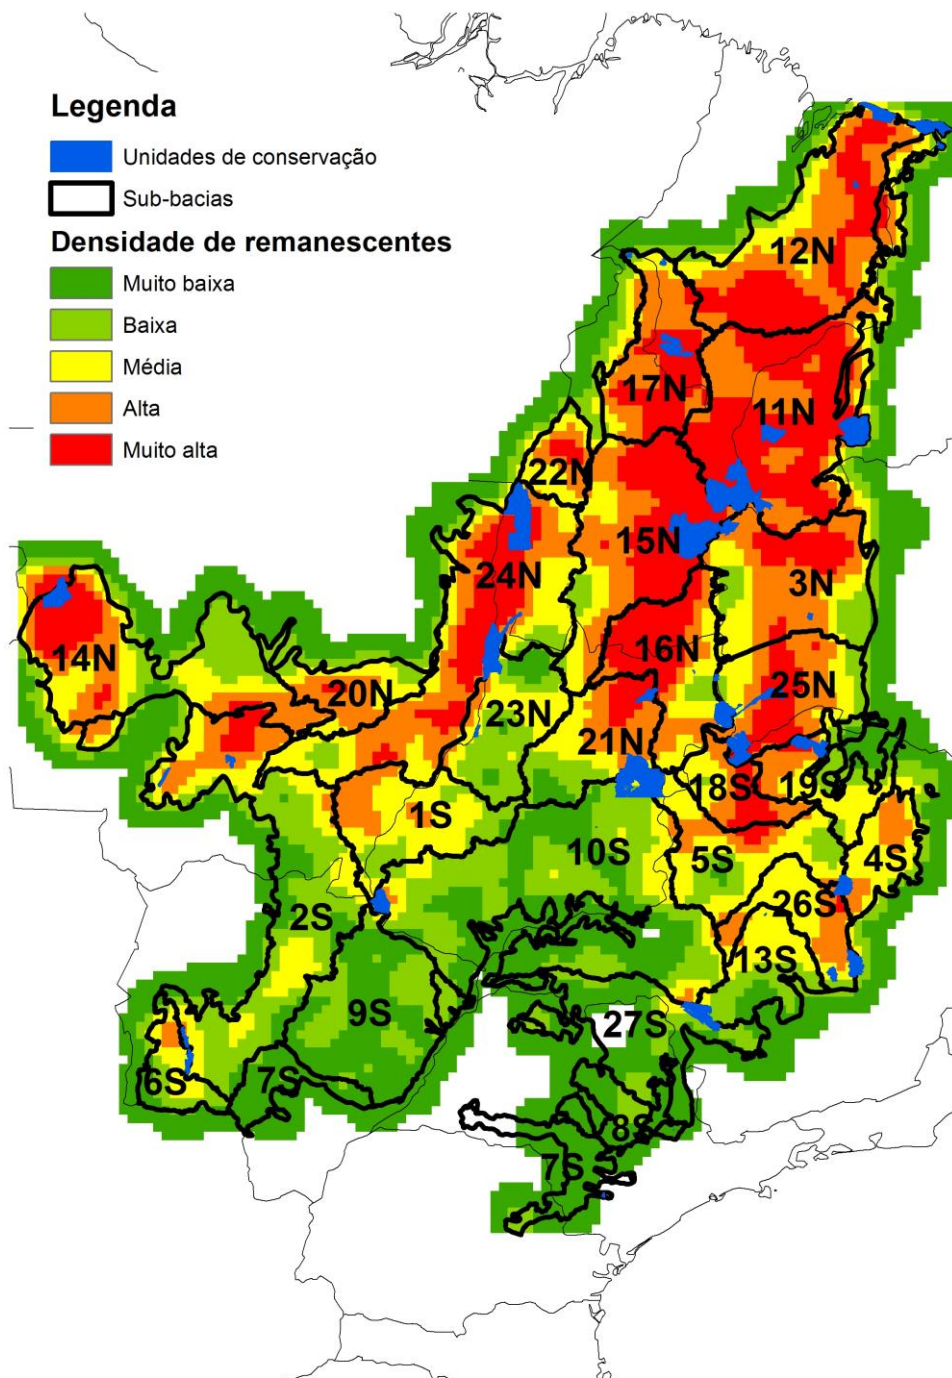 Legenda
Unidades de conservação
Sub-bacias
Densidade de remanescentes
Muito baixa
Baixa
Média
Alta
Muito alta
12N
17N
11N
22N
15N
24N
3N
14N
16N
20N
25N
23N
21N
18S
19S
1S
10S
5S
4S
26S
2S
13S
9S
27S
6S
7S
8S
7S